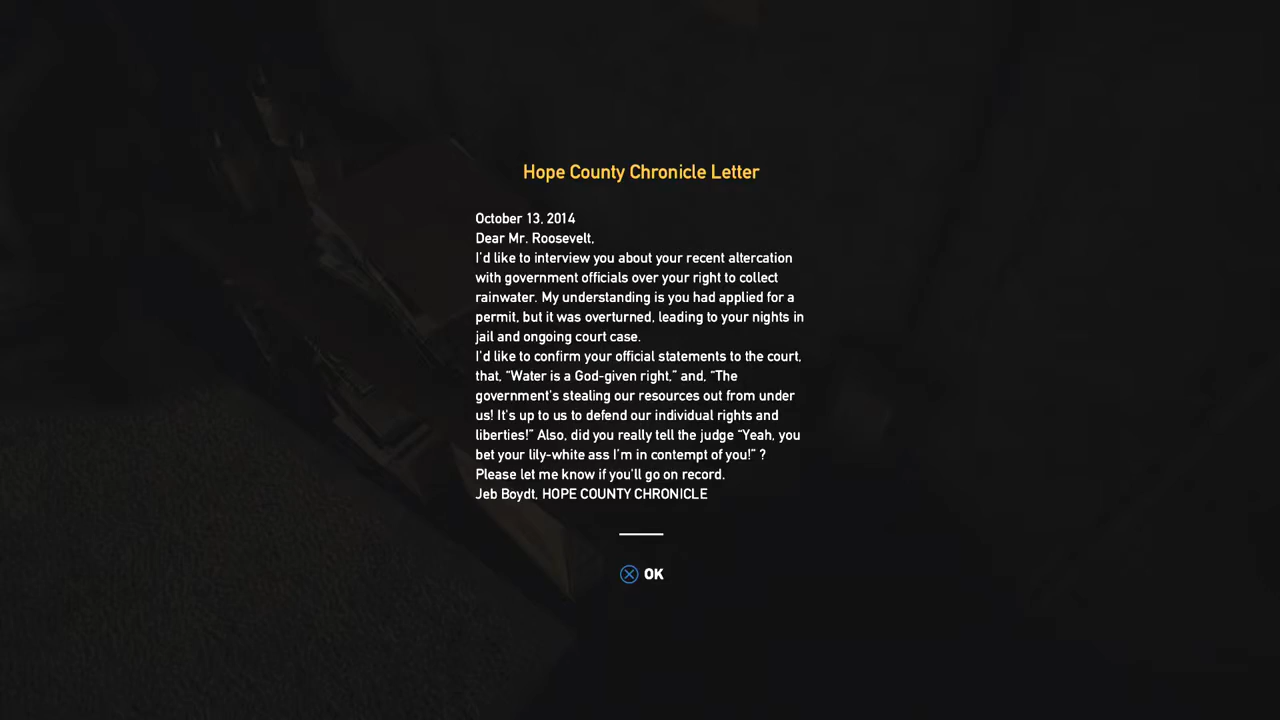 Hope County Chronicle Letter
October 13, 2014
Dear Mr. Roosevelt,
I'd like to interview you about your recent altercation
with government officials over your right to collect
rainwater. My understanding is you had applied for a
permit, but it was overturned, leading to your nights in
jail and ongoing court case.
I'd like to confirm your official statements to the court,
that, “Water is a God-given right,” and, “The
government's stealing our resources out from under
us! It's up to us to defend our individual rights and
liberties!” Also, did you really tell the judge “Yeah, you
bet your lily-white ass I'm in contempt of you!” ?
Please let me know if you'll go on record.
Jeb Boydt, HOPE COUNTY CHRONICLE
OK